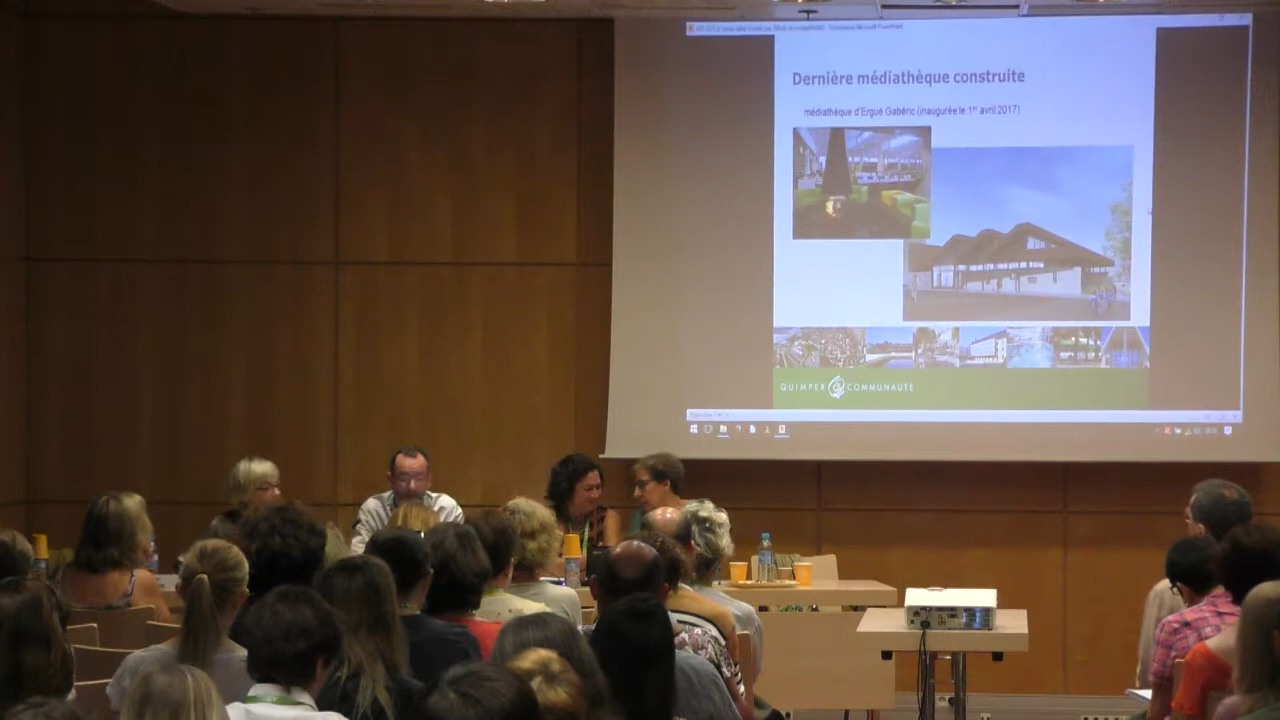 Dernière médiathèque construite
médiathèque d'Ergué Gabéric (inaugurée le 1er avril 2017)
QUIMPER COMMUNAUTÉ